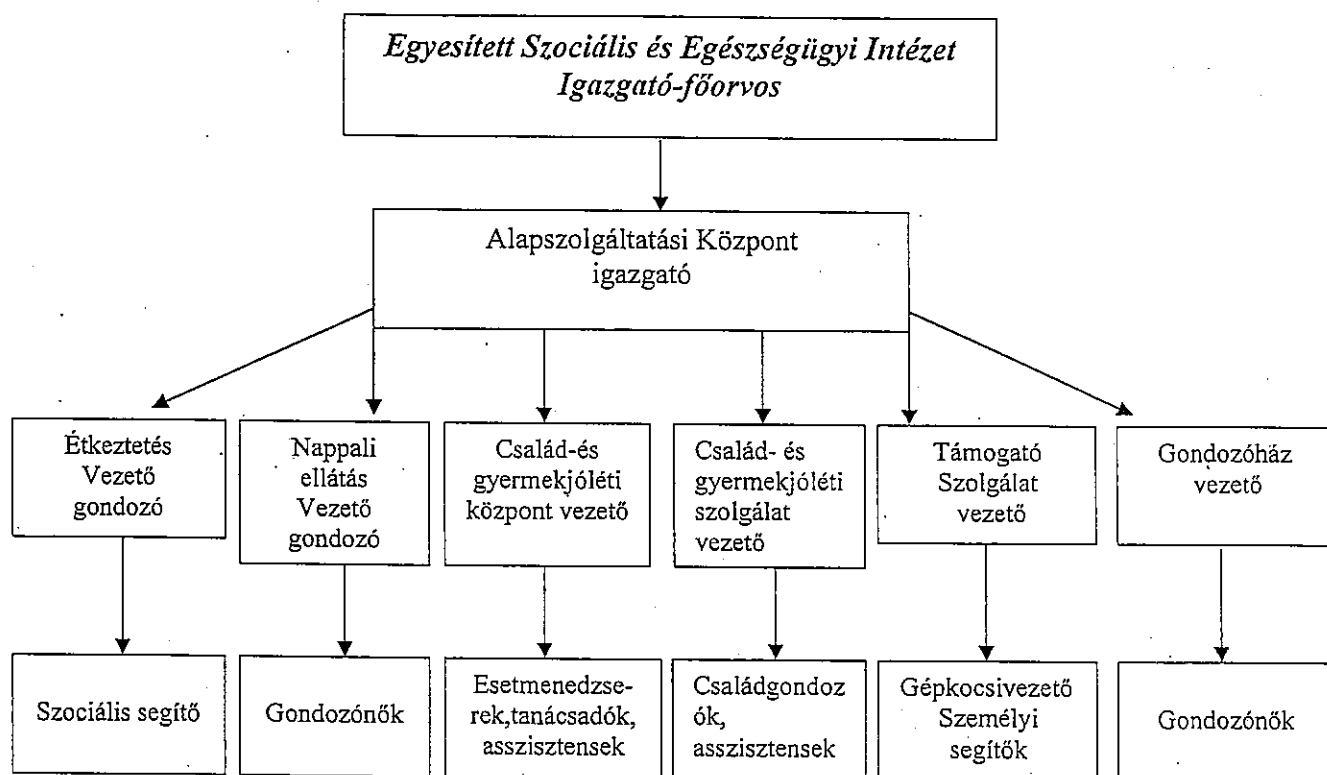 Egyesített Szociális és Egészségügyi Intézet
Igazgató-főorvos
Alapszolgáltatási Központ
igazgató
Étkeztetés
Vezető
gondozó
Nappali
ellátás
Vezető
gondozó
Család-és
gyermekjóléti
központ vezető
Család- és
gyermekjóléti
szolgálat
vezető
Támogató
Szolgálat
vezető
Gondozóház
vezető
Szociális segítő
Gondozónők
Esetmenedzse-
rek,tanácsadók,
asszisztensek
Családgondoz
ók,
asszisztensek
Gépkocsivezető
Személyi
segítők
Gondozónők